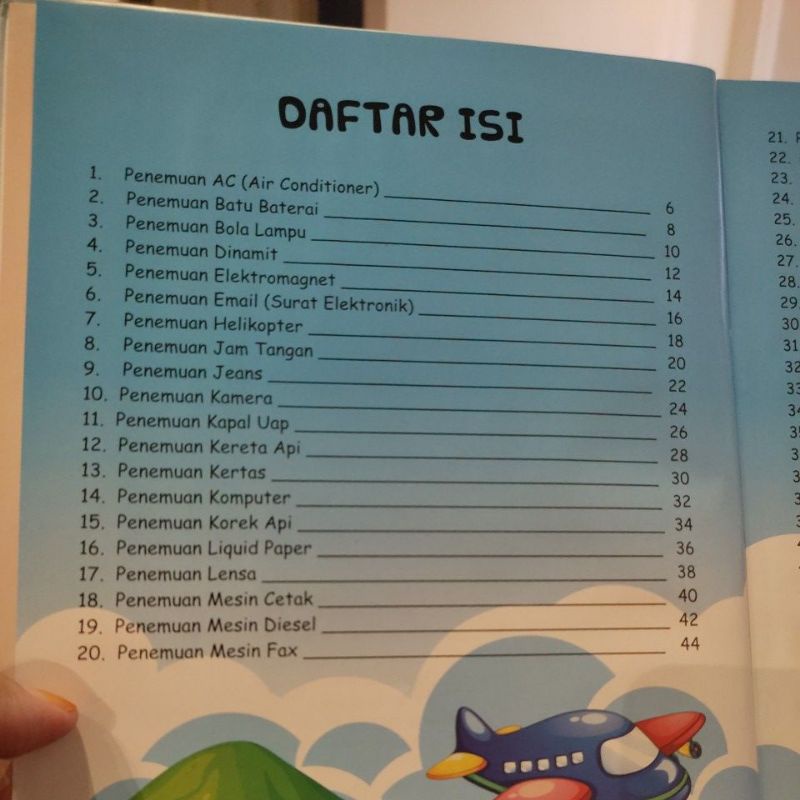 DAFTAR ISI
1. Penemuan AC (Air Conditioner) 6
2. Penemuan Batu Baterai 8
3. Penemuan Bola Lampu 10
4. Penemuan Dinamit 12
5. Penemuan Elektromagnet 14
6. Penemuan Email (Surat Elektronik) 16
7. Penemuan Helikopter 18
8. Penemuan Jam Tangan 20
9. Penemuan Jeans 22
10. Penemuan Kamera 24
11. Penemuan Kapal Uap 26
12. Penemuan Kereta Api 28
13. Penemuan Kertas 30
14. Penemuan Komputer 32
15. Penemuan Korek Api 34
16. Penemuan Liquid Paper 36
17. Penemuan Lensa 38
18. Penemuan Mesin Cetak 40
19. Penemuan Mesin Diesel 42
20. Penemuan Mesin Fax 44
21.
22.
23.
24.
25.
26.
27.
28.
29
30
31
32
33
34